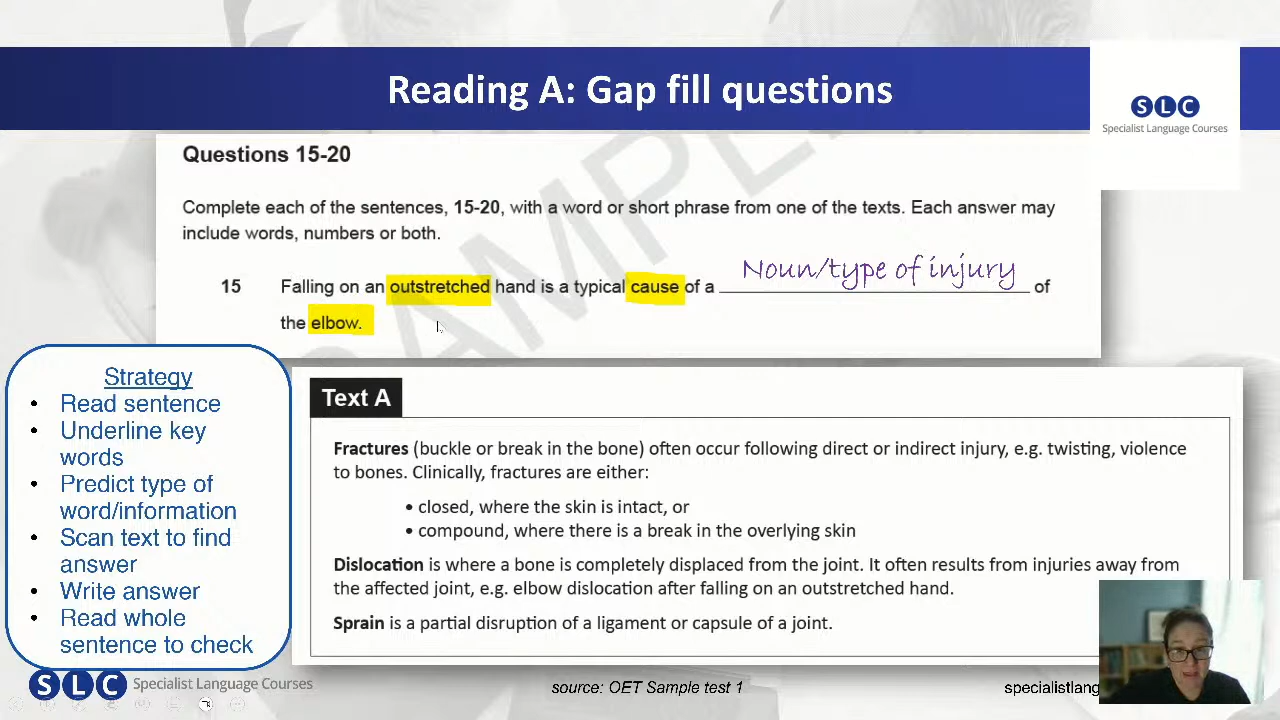 Reading A: Gap fill questions
SLC
Specialist Language Courses
Questions 15-20
Complete each of the sentences, 15-20, with a word or short phrase from one of the texts. Each answer may
include words, numbers or both.
Noun/type of injury
15 Falling on an outstretched hand is a typical cause of a ______ of
the elbow.
SAMPLE
Strategy
• Read sentence
• Underline key
words
• Predict type of
word/information
• Scan text to find
answer
• Write answer
• Read whole
sentence to check
Text A
Fractures (buckle or break in the bone) often occur following direct or indirect injury, e.g. twisting, violence
to bones. Clinically, fractures are either:
• closed, where the skin is intact, or
• compound, where there is a break in the overlying skin
Dislocation is where a bone is completely displaced from the joint. It often results from injuries away from
the affected joint, e.g. elbow dislocation after falling on an outstretched hand.
Sprain is a partial disruption of a ligament or capsule of a joint.
SLC Specialist Language Courses
source: OET Sample test 1
specialistlang